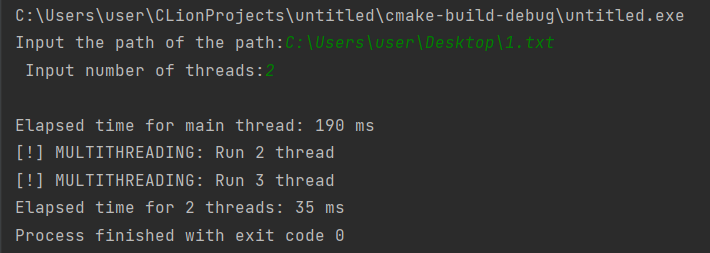 C:\Users\user\CLionProjects\untitled\cmake-build-debug\untitled.exe
Input the path of the path:C:\Users\user\Desktop\1.txt
Input number of threads:2
Elapsed time for main thread: 190 ms
[!] MULTITHREADING: Run 2 thread
[!] MULTITHREADING: Run 3 thread
Elapsed time for 2 threads: 35 ms
Process finished with exit code 0